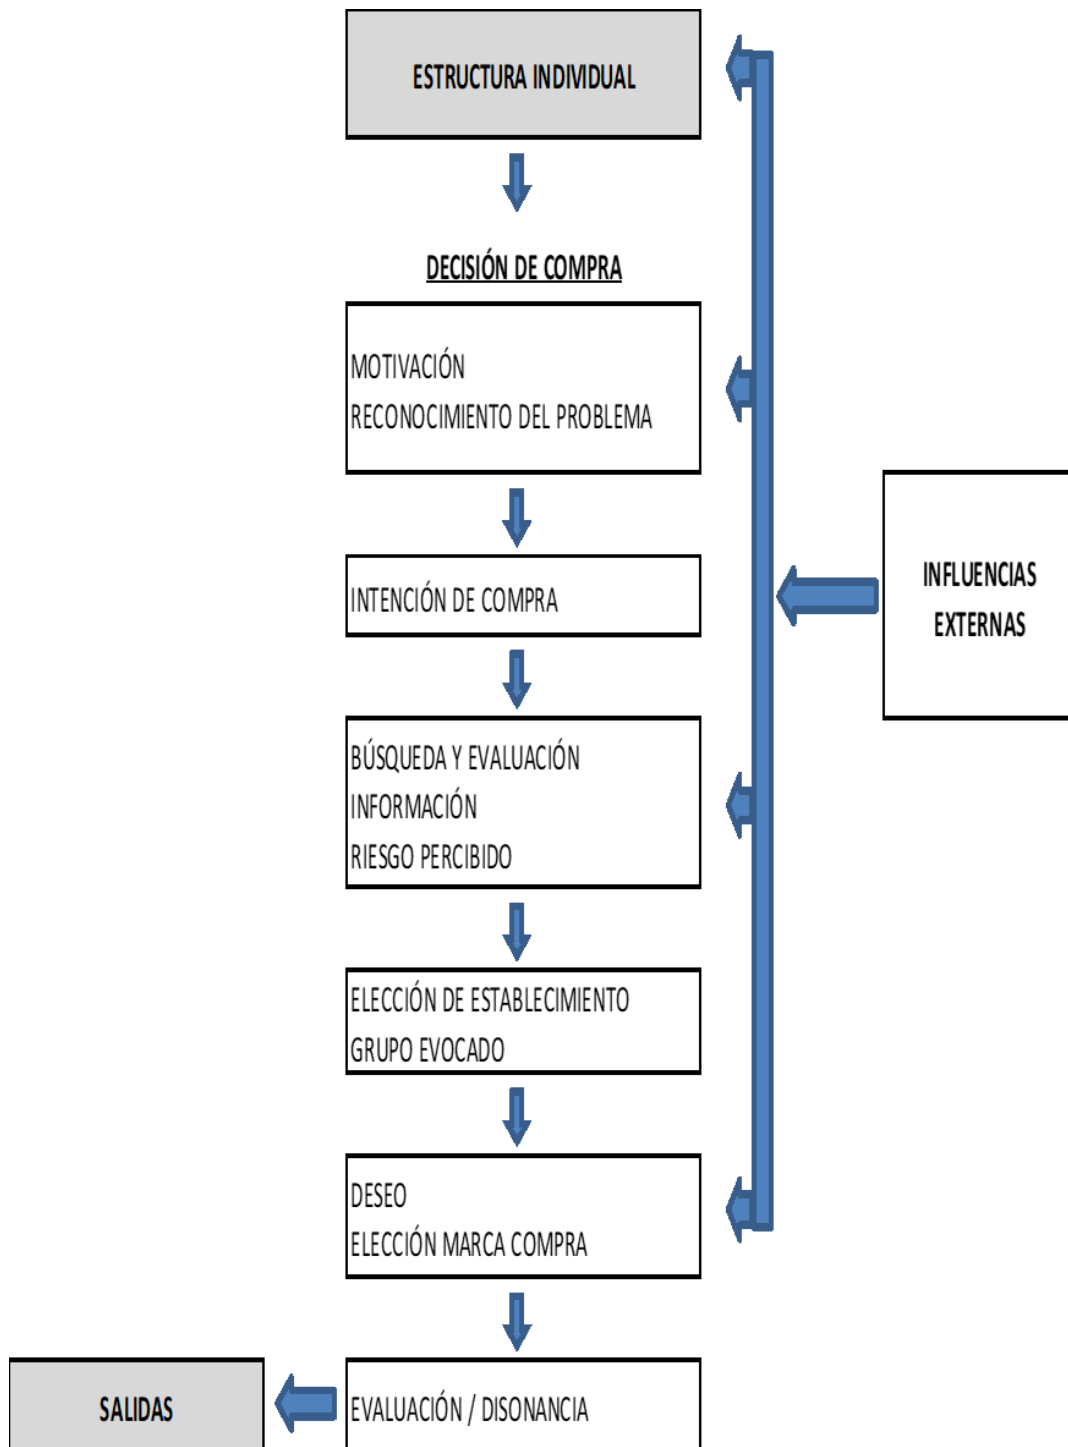 ESTRUCTURA INDIVIDUAL
DECISIÓN DE COMPRA
MOTIVACIÓN
RECONOCIMIENTO DEL PROBLEMA
INTENCIÓN DE COMPRA
INFLUENCIAS
EXTERNAS
BÚSQUEDA Y EVALUACIÓN
INFORMACIÓN
RIESGO PERCIBIDO
ELECCIÓN DE ESTABLECIMIENTO
GRUPO EVOCADO
DESEO
ELECCIÓN MARCA COMPRA
SALIDAS
EVALUACIÓN / DISONANCIA